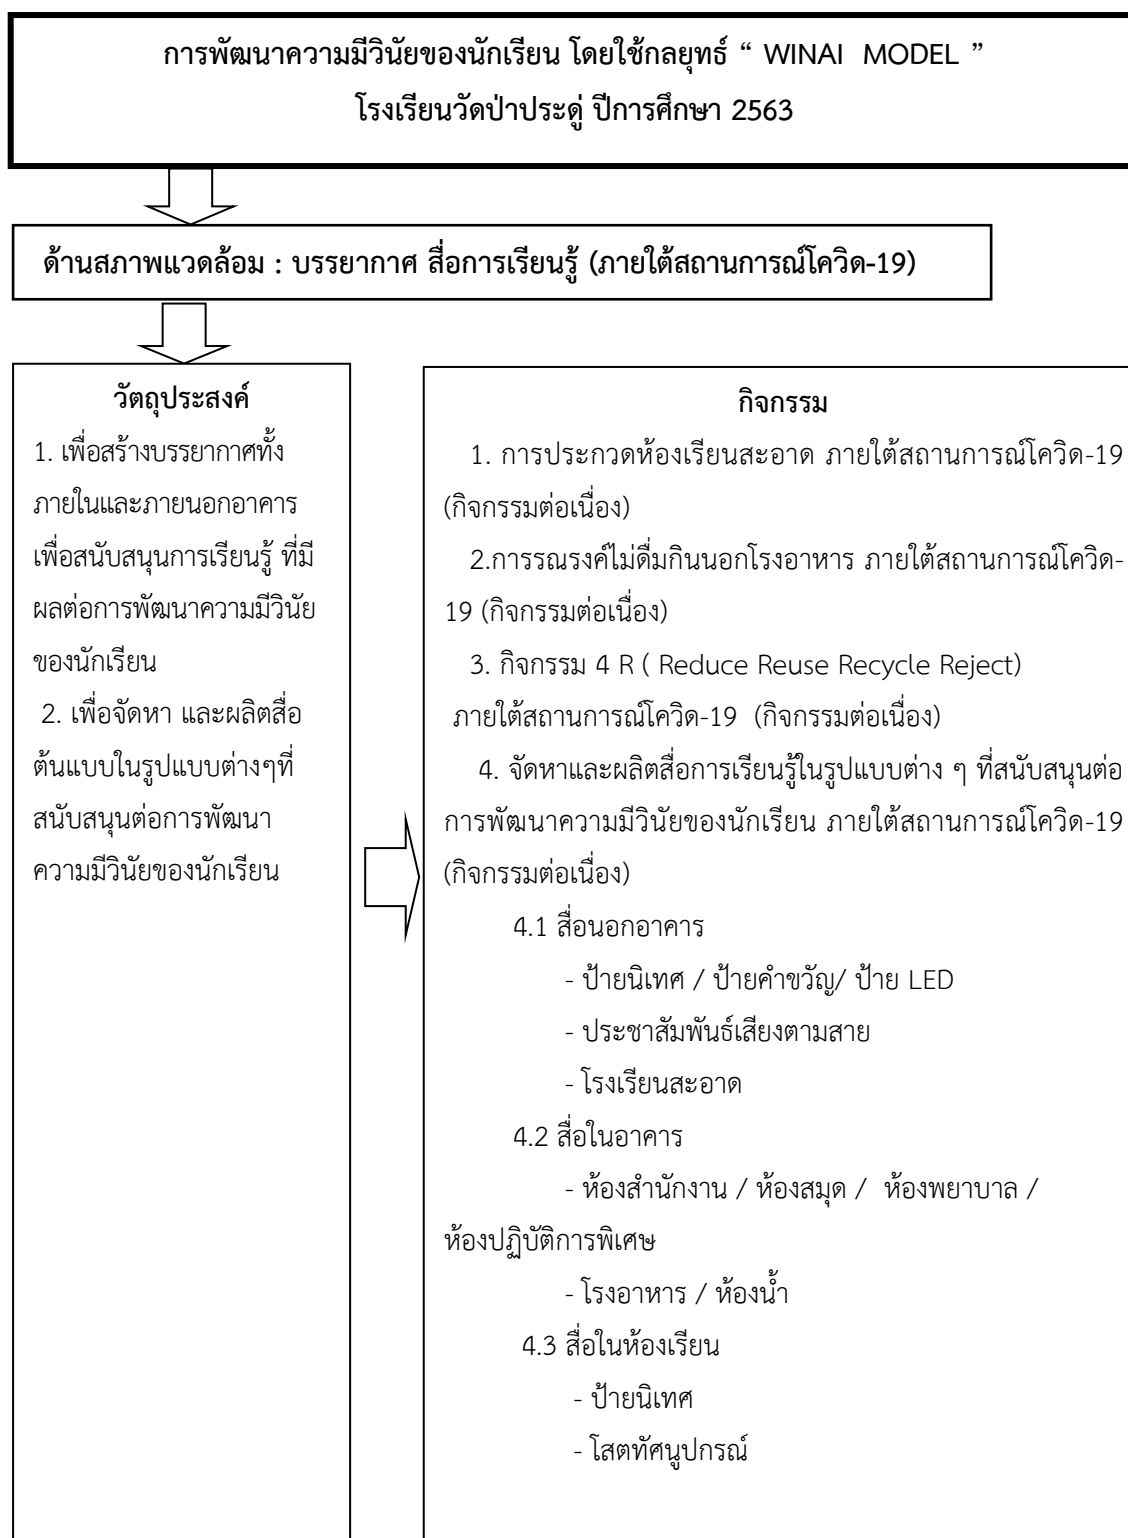 การพัฒนาความมีวินัยของนักเรียน โดยใช้กลยุทธ์ “ WINAI MODEL ”
โรงเรียนวัดป่าประดู่ ปีการศึกษา 2563
ด้านสภาพแวดล้อม : บรรยากาศ สื่อการเรียนรู้ (ภายใต้สถานการณ์โควิด-19)
วัตถุประสงค์
1. เพื่อสร้างบรรยากาศทั้ง
ภายในและภายนอกอาคาร
เพื่อสนับสนุนการเรียนรู้ ที่มี
ผลต่อการพัฒนาความมีวินัย
ของนักเรียน
2. เพื่อจัดหา และผลิตสื่อ
ต้นแบบในรูปแบบต่างๆที่
สนับสนุนต่อการพัฒนา
ความมีวินัยของนักเรียน
กิจกรรม
1. การประกวดห้องเรียนสะอาด ภายใต้สถานการณ์โควิด-19
(กิจกรรมต่อเนื่อง)
2.การรณรงค์ไม่ดื่มกินนอกโรงอาหาร ภายใต้สถานการณ์โควิด-
19 (กิจกรรมต่อเนื่อง)
3. กิจกรรม 4 R ( Reduce Reuse Recycle Reject)
ภายใต้สถานการณ์โควิด-19 (กิจกรรมต่อเนื่อง)
4. จัดหาและผลิตสื่อการเรียนรู้ในรูปแบบต่าง ๆ ที่สนับสนุนต่อ
การพัฒนาความมีวินัยของนักเรียน ภายใต้สถานการณ์โควิด-19
(กิจกรรมต่อเนื่อง)
4.1 สื่อนอกอาคาร
- ป้ายนิเทศ / ป้ายคำขวัญ/ ป้าย LED
- ประชาสัมพันธ์เสียงตามสาย
- โรงเรียนสะอาด
4.2 สื่อในอาคาร
- ห้องสำนักงาน / ห้องสมุด / ห้องพยาบาล /
ห้องปฏิบัติการพิเศษ
- โรงอาหาร / ห้องน้ำ
4.3 สื่อในห้องเรียน
- ป้ายนิเทศ
- โสตทัศนูปกรณ์